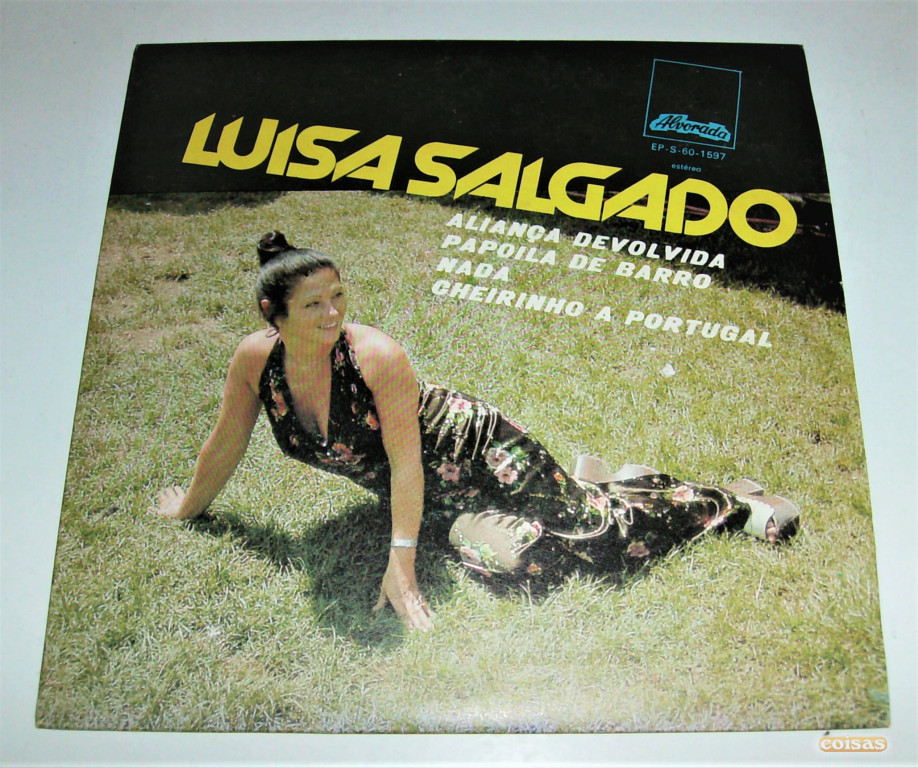 Alvorada
EP-S-60-1597
estéreo
LUISA SALGADO
ALIANÇA DEVOLVIDA
PAPOILA DE BARRO
NADA
CHEIRINHO A PORTUGAL
coisas